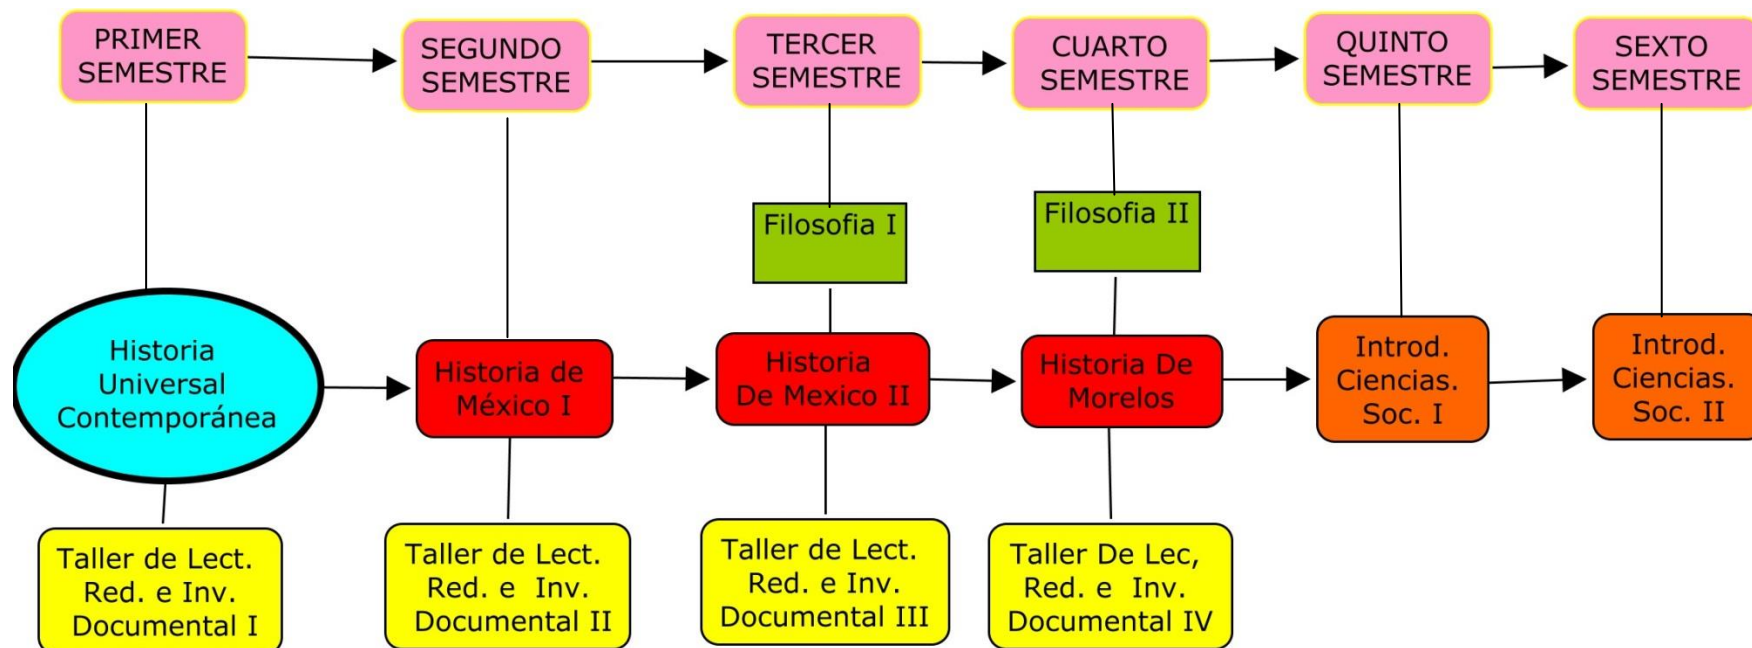 PRIMER
SEMESTRE
SEGUNDO
SEMESTRE
TERCER
SEMESTRE
CUARTO
SEMESTRE
QUINTO
SEMESTRE
SEXTO
SEMESTRE
Filosofia I
Filosofia II
Historia
Universal
Contemporánea
Historia de
México I
Historia
De Mexico II
Historia De
Morelos
Introd.
Ciencias.
Soc. I
Introd.
Ciencias.
Soc. II
Taller de Lect.
Red. e Inv.
Documental I
Taller de Lect.
Red. e Inv.
Documental II
Taller de Lect.
Red. e Inv.
Documental III
Taller De Lec,
Red. e Inv.
Documental IV